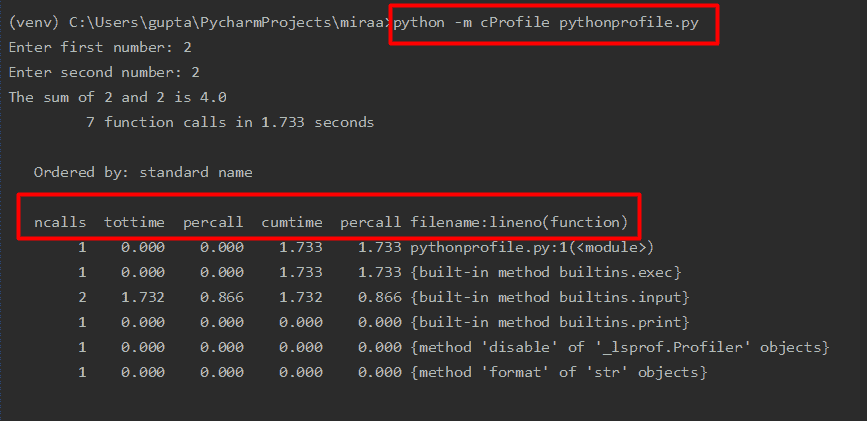 (venv) C:\Users\gupta\PycharmProjects\miraa>python -m cProfile pythonprofile.py
Enter first number: 2
Enter second number: 2
The sum of 2 and 2 is 4.0
         7 function calls in 1.733 seconds
   Ordered by: standard name
   ncalls  tottime  percall  cumtime  percall filename:lineno(function)
        1    0.000    0.000    1.733    1.733 pythonprofile.py:1(<module>)
        1    0.000    0.000    1.733    1.733 {built-in method builtins.exec}
        2    1.732    0.866    1.732    0.866 {built-in method builtins.input}
        1    0.000    0.000    0.000    0.000 {built-in method builtins.print}
        1    0.000    0.000    0.000    0.000 {method 'disable' of '_lsprof.Profiler' objects}
        1    0.000    0.000    0.000    0.000 {method 'format' of 'str' objects}